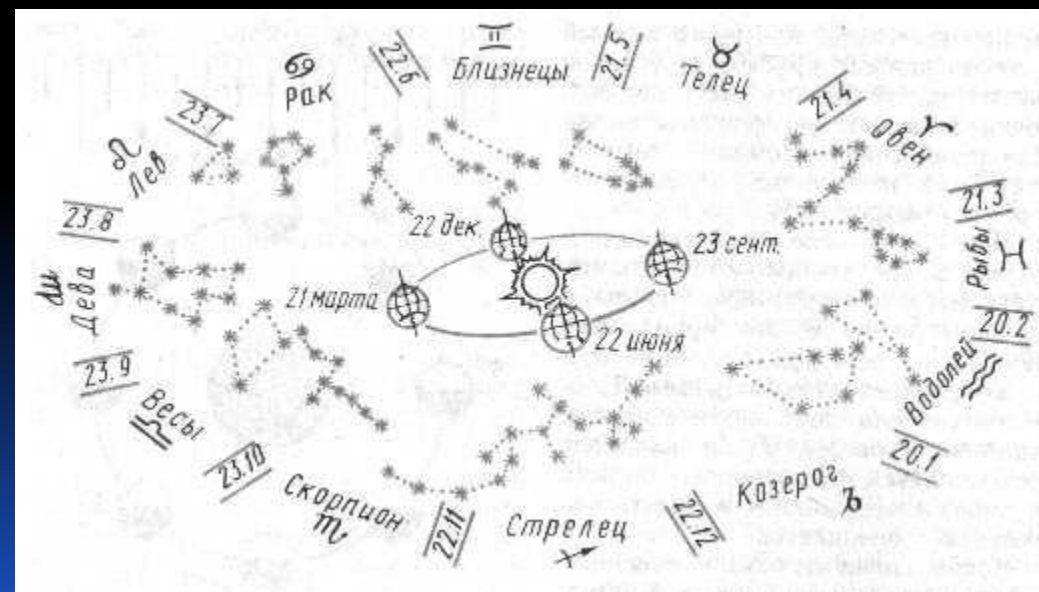 22.6
Близнецы
21.5
Телец
21.4
Овен
21.3
Рыбы
20.2
Водолей
20.1
Козерог
22.12
Стрелец
22.11
Скорпион
23.10
Весы
23.9
Дева
23.8
Лев
23.7
Рак
22 дек.
23 сент.
21 марта
22 июня